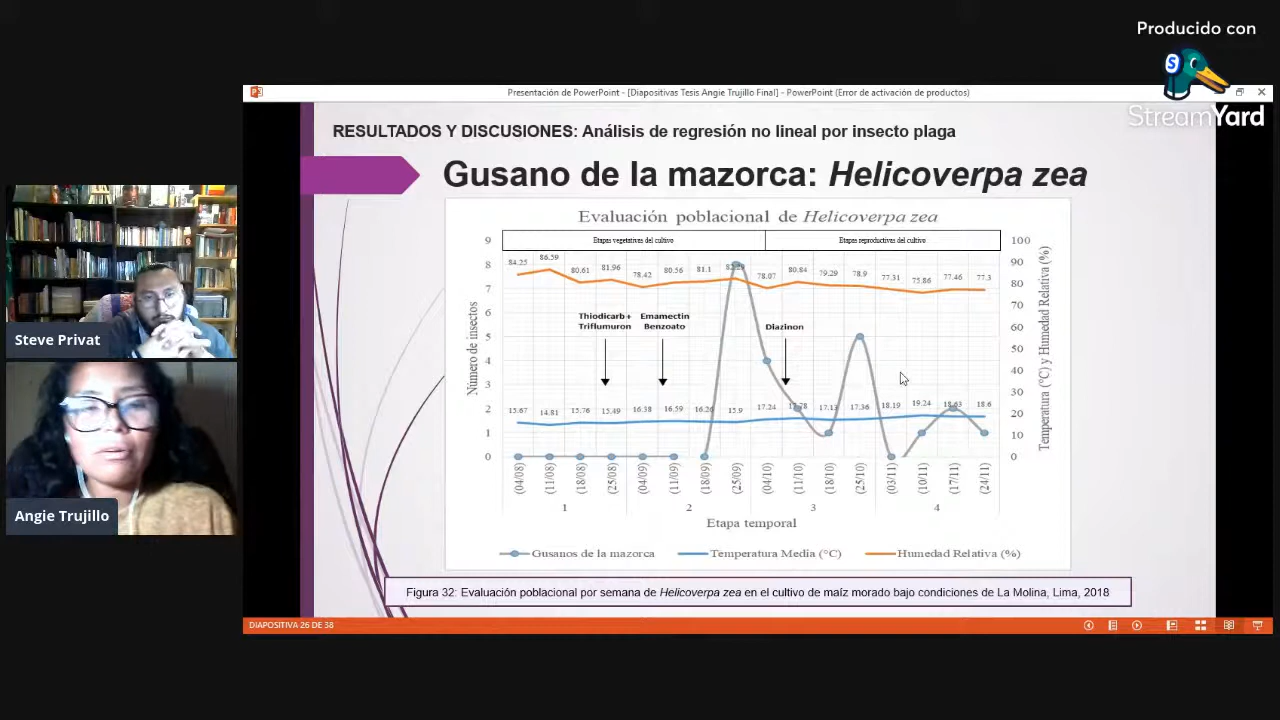 Producido con
StreamYard
Presentación de PowerPoint - [Diapositivas Tesis Angie Trujillo Final] - PowerPoint (Error de activación de productos)
RESULTADOS Y DISCUSIONES: Análisis de regresión no lineal por insecto plaga
Gusano de la mazorca: Helicoverpa zea
Evaluación poblacional de Helicoverpa zea
Etapas vegetativas del cultivo
Etapas reproductivas del cultivo
Número de insectos
9
8
7
6
5
4
3
2
1
0
100
90
80
70
60
50
40
30
20
10
0
Temperatura (°C) y Humedad Relativa (%)
84.25 86.59 80.61 81.96 78.42 80.56 81.1 78.07 80.84 79.29 78.9 77.31 75.86 77.46 77.3
Thiodicarb+
Triflumuron
Emamectin
Benzoato
Diazinon
15.67 14.81 15.76 15.49 16.38 16.59 16.26 15.9 17.24 17.28 17.13 17.36 18.19 19.24 18.63 18.6
(04/08) (11/08) (18/08) (25/08) (04/09) (11/09) (18/09) (25/09) (04/10) (11/10) (18/10) (25/10) (03/11) (10/11) (17/11) (24/11)
1 2 3 4
Etapa temporal
Gusanos de la mazorca
Temperatura Media (°C)
Humedad Relativa (%)
Figura 32: Evaluación poblacional por semana de Helicoverpa zea en el cultivo de maíz morado bajo condiciones de La Molina, Lima, 2018
DIAPOSITIVA 26 DE 38
Steve Privat
Angie Trujillo